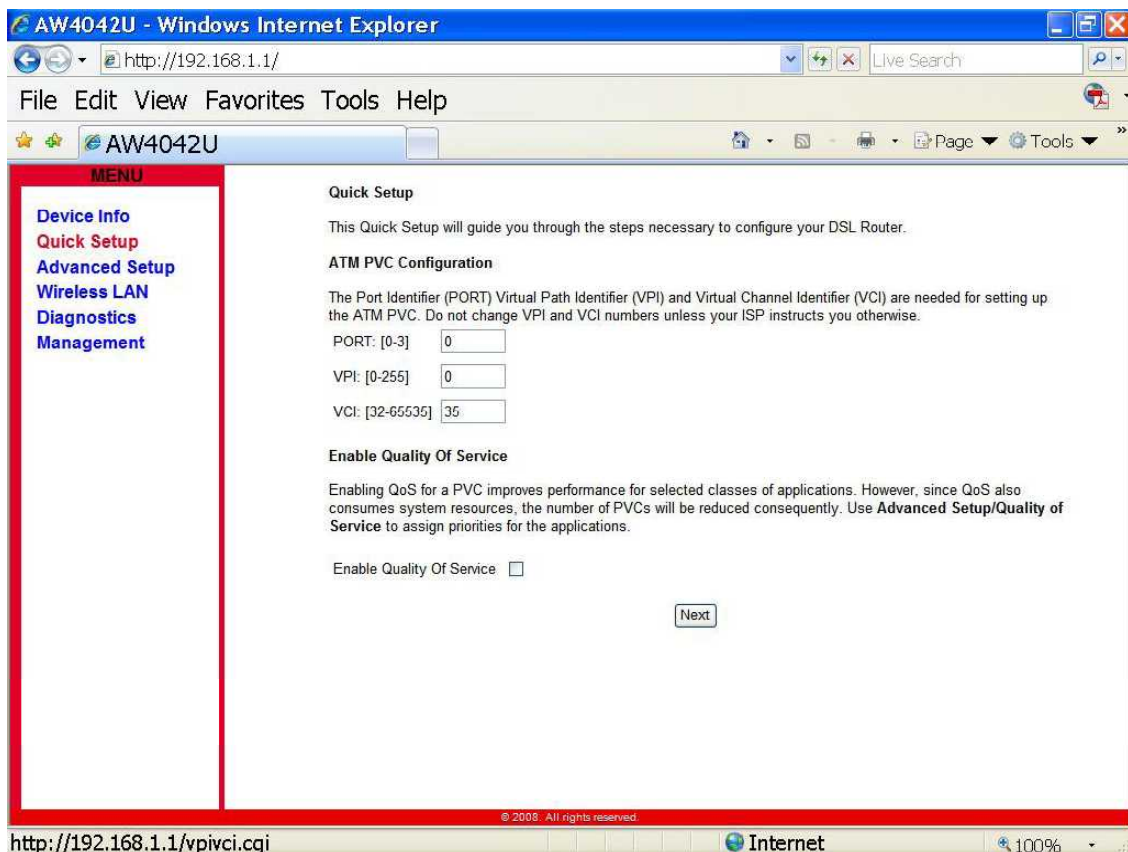 AW4042U - Windows Internet Explorer
http://192.168.1.1/
Live Search
File Edit View Favorites Tools Help
AW4042U
Page
Tools
»
MENU
Device Info
Quick Setup
Advanced Setup
Wireless LAN
Diagnostics
Management
Quick Setup
This Quick Setup will guide you through the steps necessary to configure your DSL Router.
ATM PVC Configuration
The Port Identifier (PORT) Virtual Path Identifier (VPI) and Virtual Channel Identifier (VCI) are needed for setting up
the ATM PVC. Do not change VPI and VCI numbers unless your ISP instructs you otherwise.
PORT: [0-3] 0
VPI: [0-255] 0
VCI: [32-65535] 35
Enable Quality Of Service
Enabling QoS for a PVC improves performance for selected classes of applications. However, since QoS also
consumes system resources, the number of PVCs will be reduced consequently. Use Advanced Setup/Quality of
Service to assign priorities for the applications.
Enable Quality Of Service
Next
© 2008. All rights reserved.
http://192.168.1.1/vpivci.cgi
Internet
100%